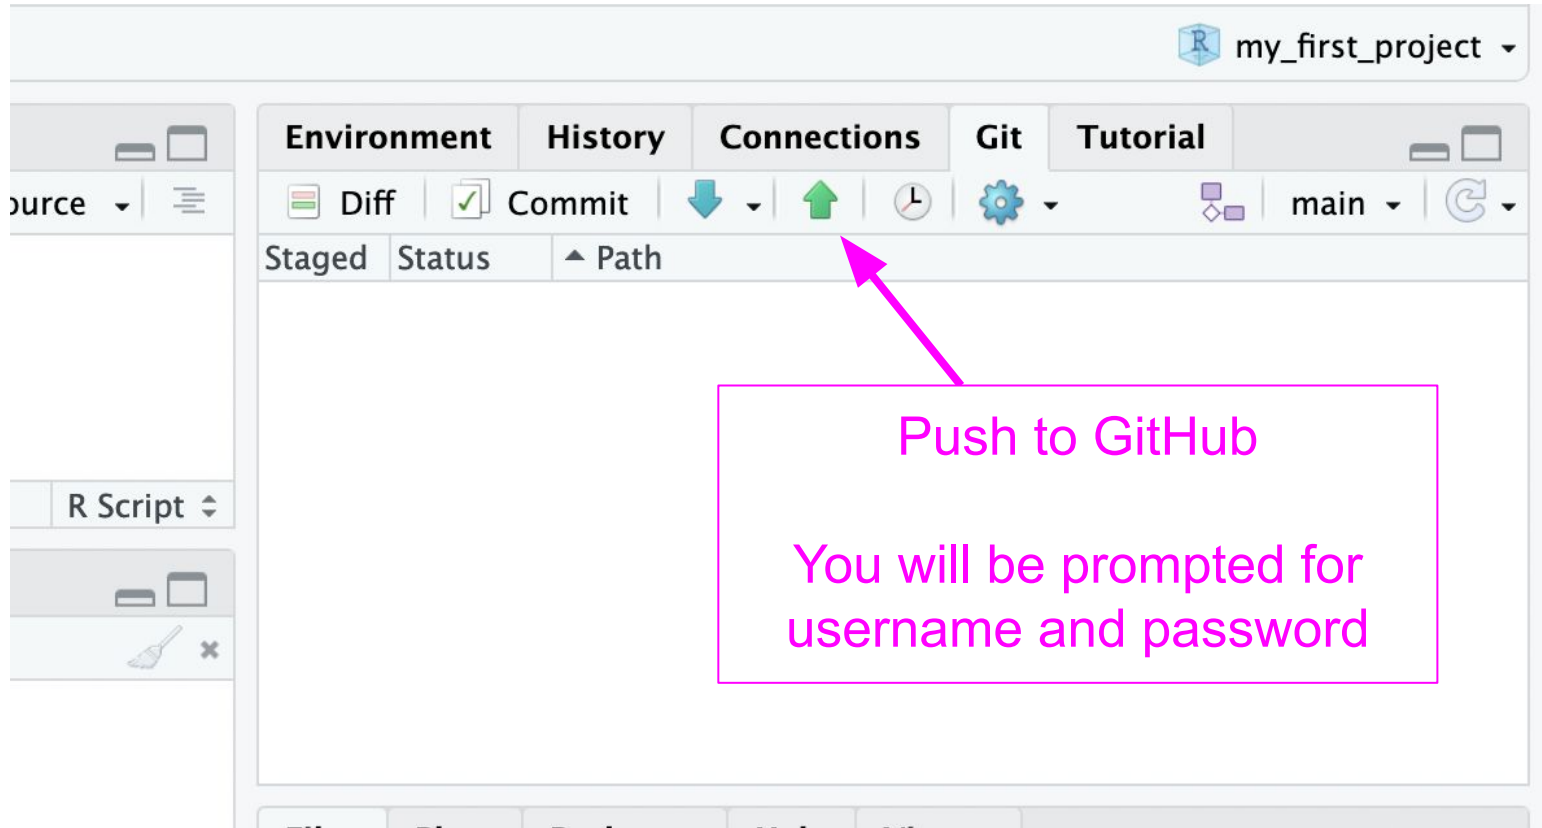 my_first_project
Environment History Connections Git Tutorial
Diff Commit main
Staged Status Path
Push to GitHub
You will be prompted for
username and password
R Script